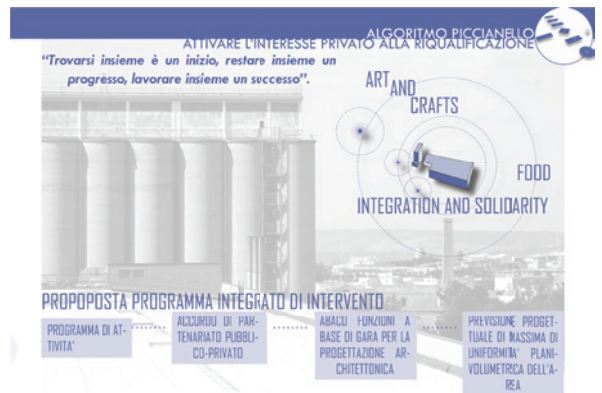 ALGORITMO PICCIANELLO
ATTIVARE L'INTERESSE PRIVATO ALLA RIQUALIFICAZIONE
“Trovarsi insieme è un inizio, restare insieme un
progresso, lavorare insieme un successo”.
ART
AND
CRAFTS
FOOD
INTEGRATION AND SOLIDARITY
PROPOPOSTA PROGRAMMA INTEGRATO DI INTERVENTO
PROGRAMMA DI AT-
TIVITA'
ACCORDO DI PAR-
TENARIATO PUBBLI-
CO-PRIVATO
ABACO FUNZIONI A
BASE DI GARA PER LA
PROGETTAZIONE AR-
CHITETTONICA
PREVISIONE PROGET-
TUALE DI MASSIMA DI
UNIFORMITA' PLANI-
VOLUMETRICA DELL'A-
REA